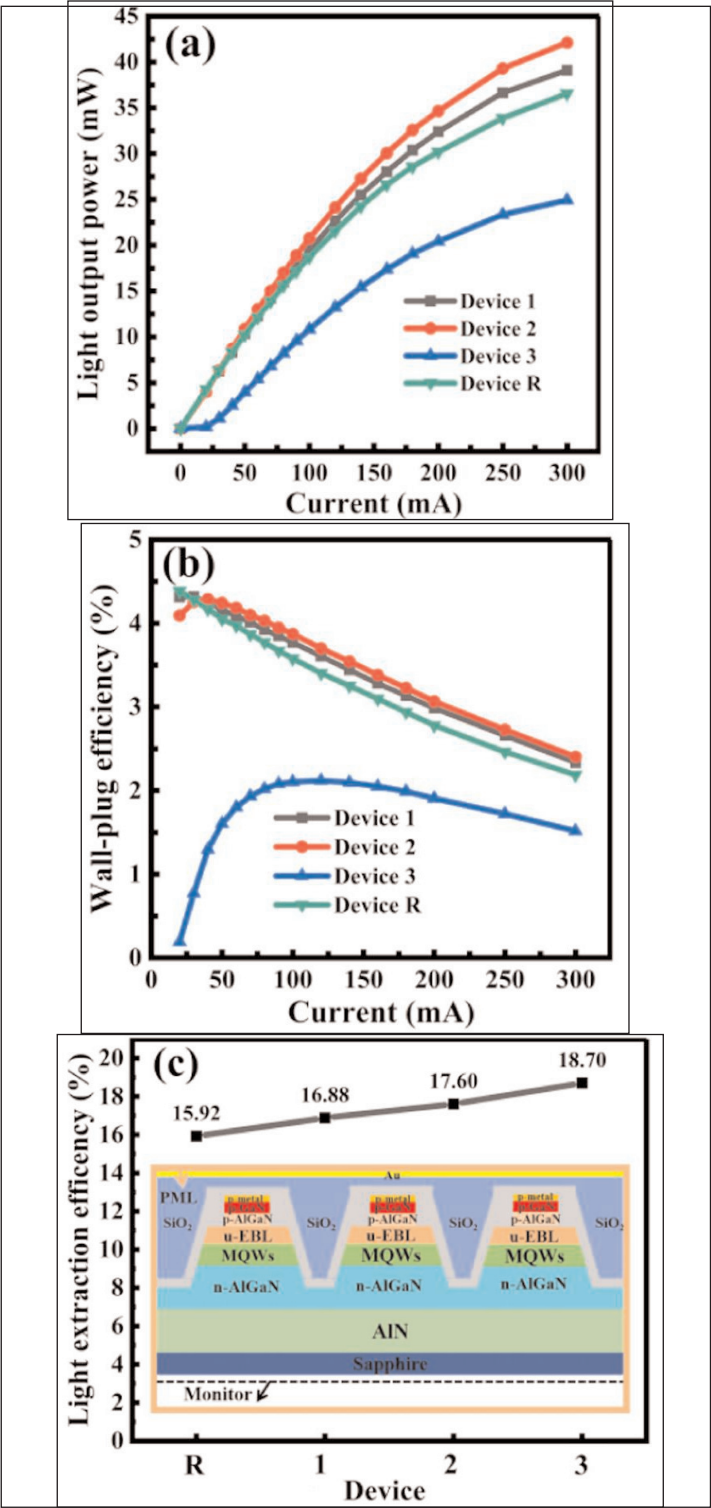 (a)
Light output power (mW)
45
40
35
30
25
20
15
10
5
0
Device 1
Device 2
Device 3
Device R
0 50 100 150 200 250 300
Current (mA)
(b)
Wall-plug efficiency (%)
5
4
3
2
1
0
Device 1
Device 2
Device 3
Device R
0 50 100 150 200 250 300
Current (mA)
(c)
Light extraction efficency (%)
20
18
16
14
12
10
8
6
4
2
0
15.92
16.88
17.60
18.70
Au
PML
p-metal p-metal p-metal
p-AlGaN p-AlGaN p-AlGaN
SiO2 SiO2 SiO2 SiO2
u-EBL u-EBL u-EBL
MQWs MQWs MQWs
n-AlGaN n-AlGaN n-AlGaN
AlN
Sapphire
Monitor
R 1 2 3
Device